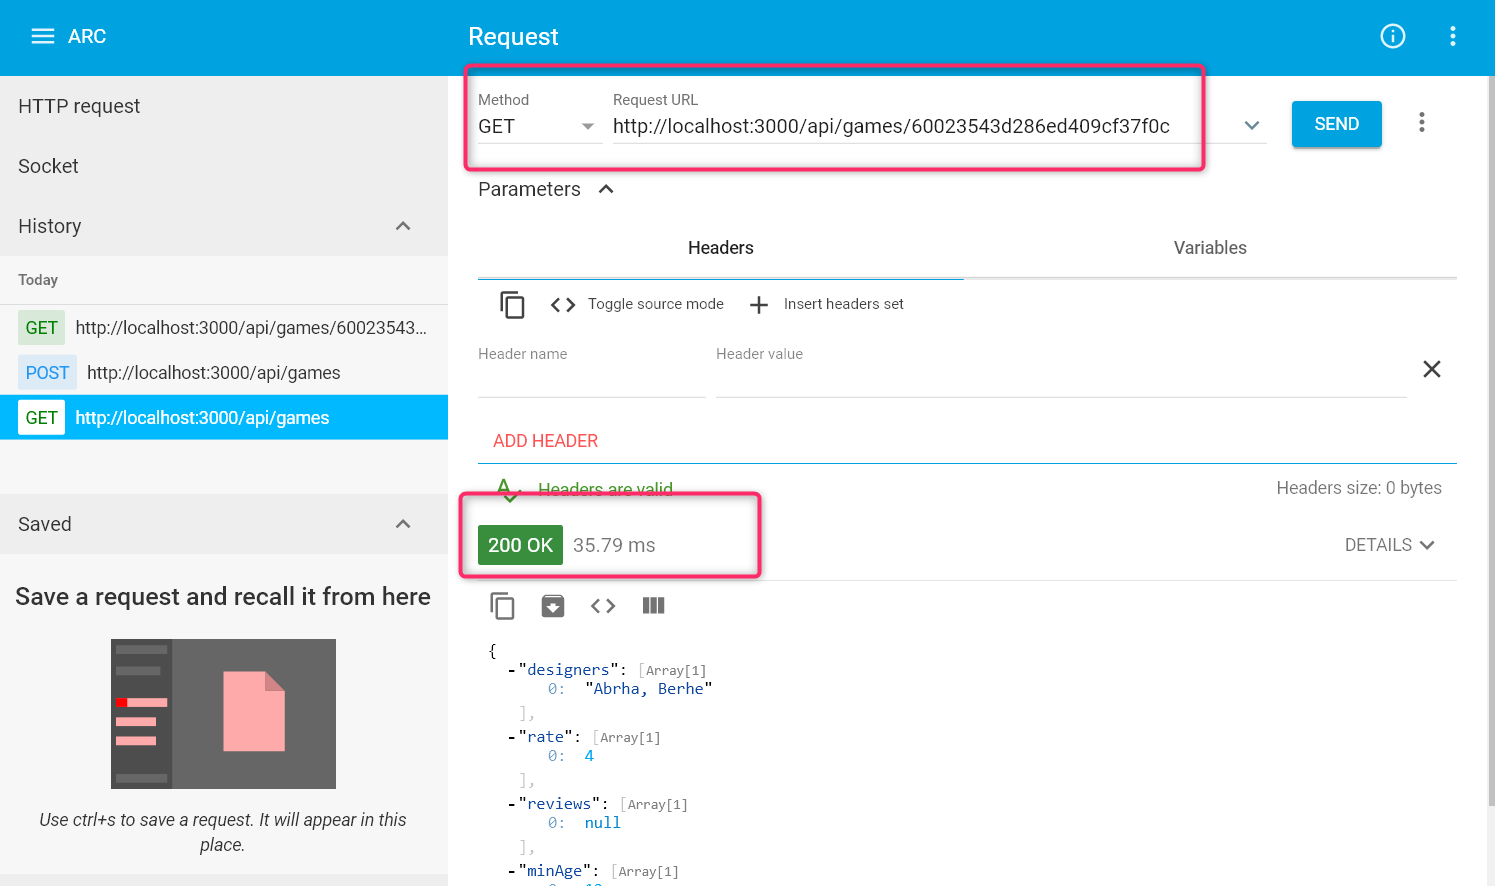 ARC
Request
HTTP request
Socket
History
Today
GET http://localhost:3000/api/games/60023543...
POST http://localhost:3000/api/games
GET http://localhost:3000/api/games
Saved
Save a request and recall it from here
Use ctrl+s to save a request. It will appear in this
place.
Method
GET
Request URL
http://localhost:3000/api/games/60023543d286ed409cf37f0c
SEND
Parameters
Headers
Variables
Toggle source mode
Insert headers set
Header name
Header value
ADD HEADER
Headers are valid
Headers size: 0 bytes
200 OK 35.79 ms
DETAILS
{
-"designers": [Array[1]
0: "Abrha, Berhe"
],
-"rate": [Array[1]
0: 4
],
-"reviews": [Array[1]
0: null
],
-"minAge": [Array[1]